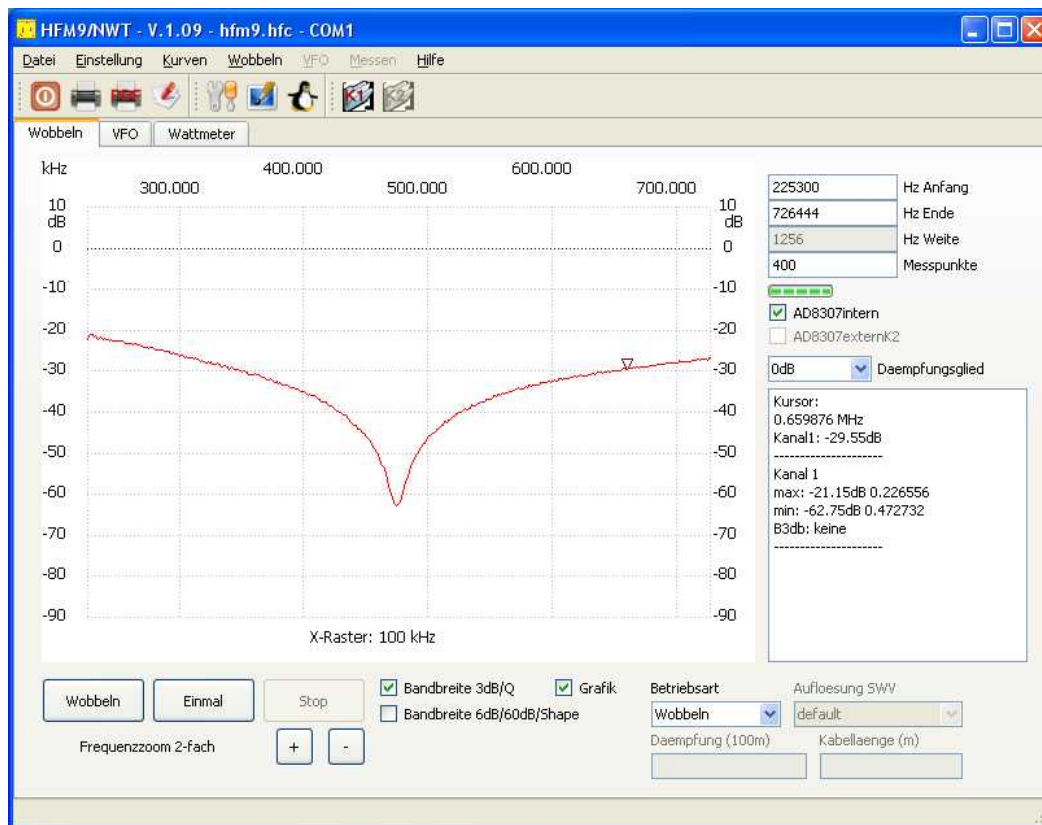 HFM9/NWT - V.1.09 - hfm9.hfc - COM1
Datei Einstellung Kurven Wobbeln VFO Messen Hilfe
K1 K2
Wobbeln VFO Wattmeter
kHz 400.000 600.000
300.000 500.000 700.000
10 10
dB dB
0 0
-10 -10
-20 -20
-30 -30
-40 -40
-50 -50
-60 -60
-70 -70
-80 -80
-90 -90
X-Raster: 100 kHz
225300 Hz Anfang
726444 Hz Ende
1256 Hz Weite
400 Messpunkte
AD8307intern
AD8307externK2
0dB Daempfungsglied
Kursor:
0.659876 MHz
Kanal1: -29.55dB
---------------------
Kanal 1
max: -21.15dB 0.226556
min: -62.75dB 0.472732
B3db: keine
---------------------
Wobbeln Einmal Stop
Bandbreite 3dB/Q Grafik
Bandbreite 6dB/60dB/Shape
Frequenzzoom 2-fach + -
Betriebsart Aufloesung SWV
Wobbeln default
Daempfung (100m) Kabellaenge (m)